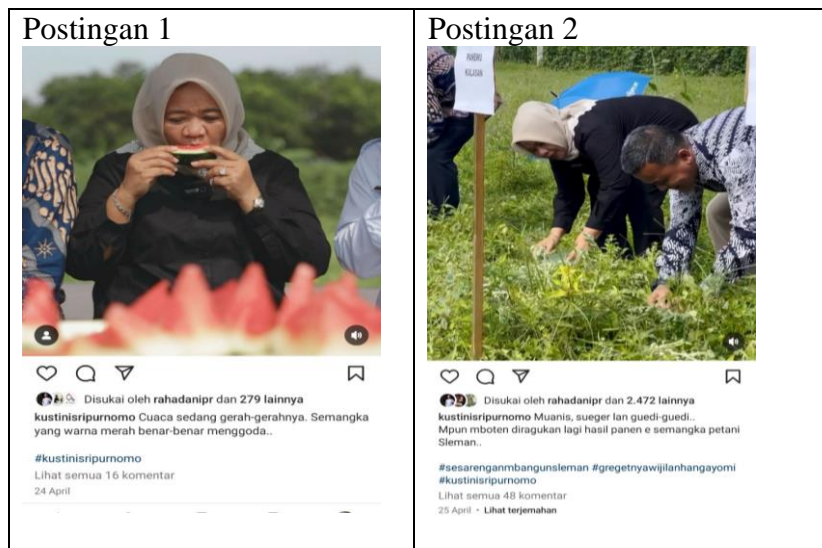 Postingan 1
Disukai oleh rahadanipr dan 279 lainnya
kustinisripurnomo Cuaca sedang gerah-gerahnya. Semangka
yang warna merah benar-benar menggoda..
#kustinisripurnomo
Lihat semua 16 komentar
24 April
Postingan 2
Disukai oleh rahadanipr dan 2.472 lainnya
kustinisripurnomo Muanis, sueger lan guedi-guedi..
Mpun mboten diragukan lagi hasil panen e semangka petani
Sleman..
#sesarenganmbangunsleman #gregetnyawijilanhangayomi
#kustinisripurnomo
Lihat semua 48 komentar
25 April • Lihat terjemahan